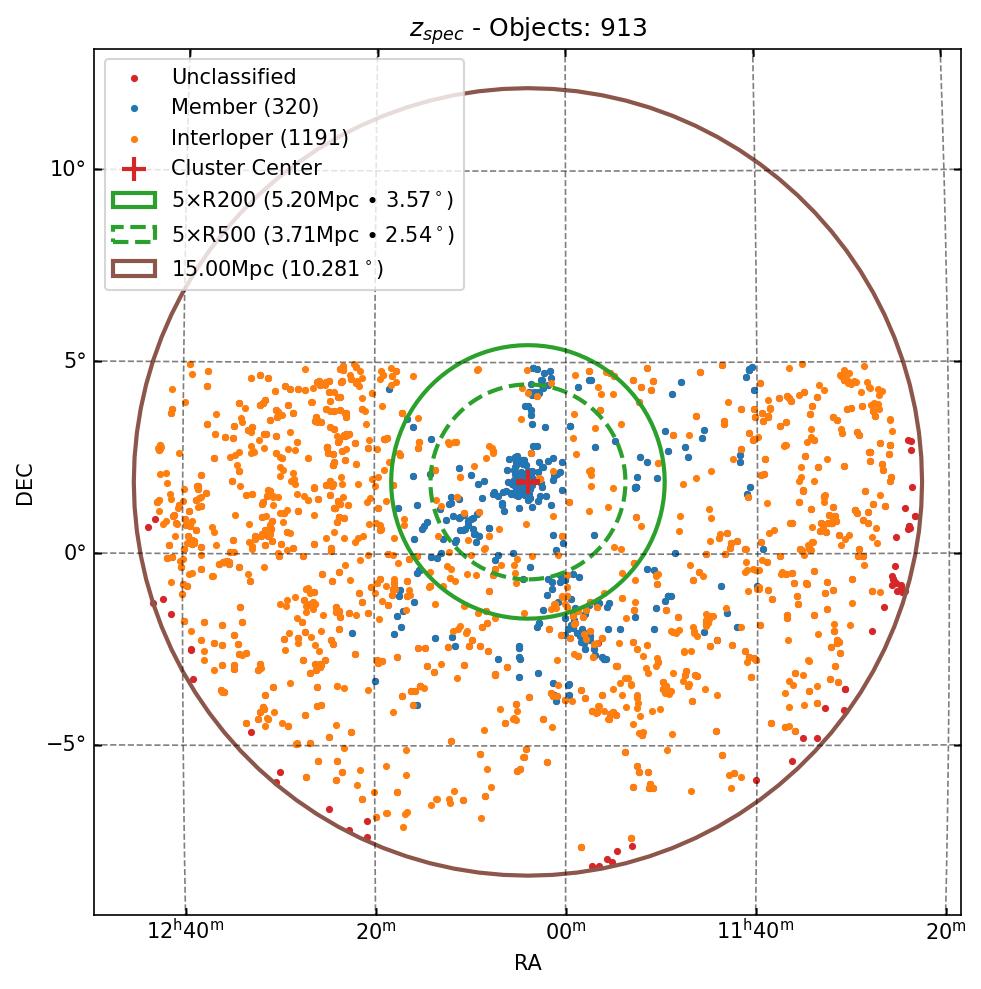 z_spec - Objects: 913
Unclassified
Member (320)
Interloper (1191)
Cluster Center
5×R200 (5.20Mpc • 3.57°)
5×R500 (3.71Mpc • 2.54°)
15.00Mpc (10.281°)
10°
5°
0°
−5°
DEC
12ʰ40ᵐ
20ᵐ
00ᵐ
11ʰ40ᵐ
20ᵐ
RA